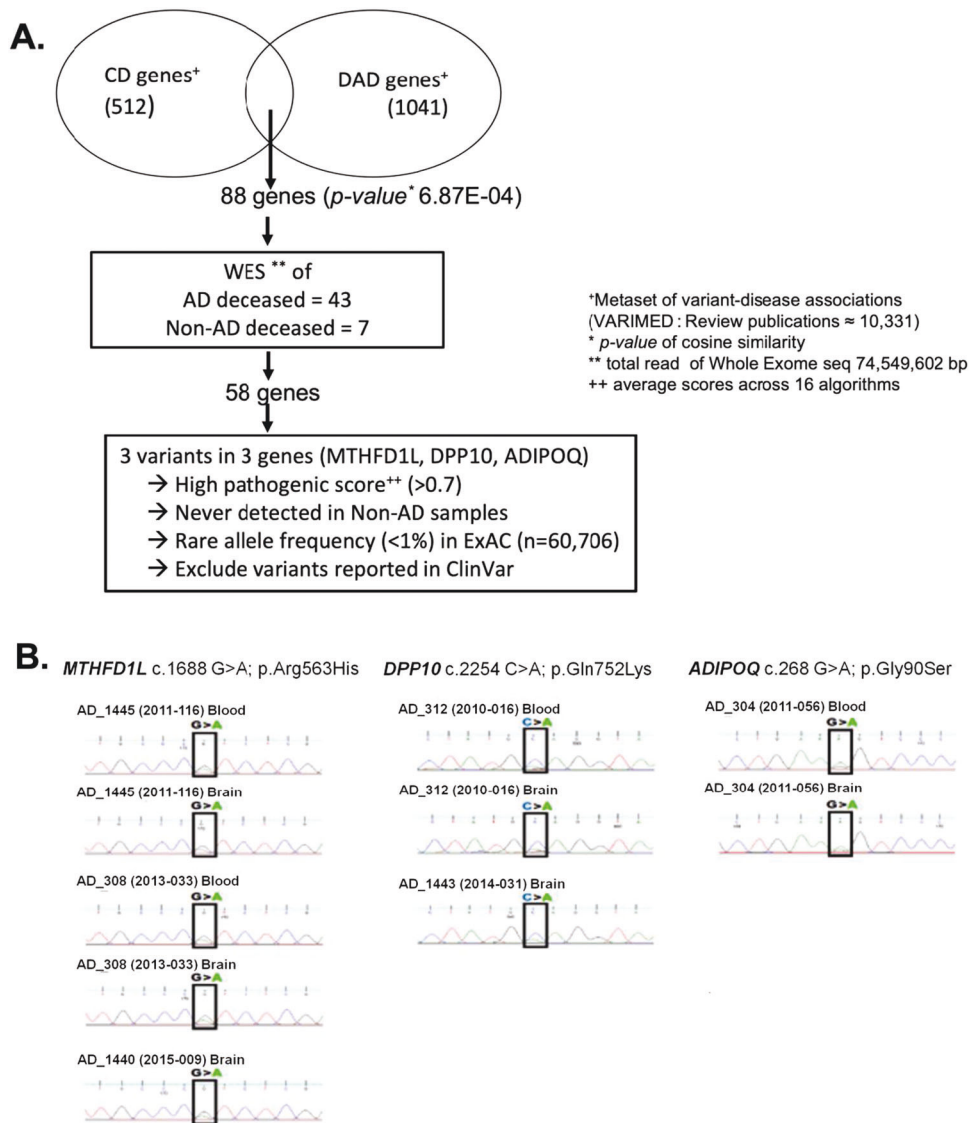 A.
CD genes⁺
(512)
DAD genes⁺
(1041)
88 genes (p-value* 6.87E-04)
WES ** of
AD deceased = 43
Non-AD deceased = 7
58 genes
3 variants in 3 genes (MTHFD1L, DPP10, ADIPOQ)
→ High pathogenic score⁺⁺ (>0.7)
→ Never detected in Non-AD samples
→ Rare allele frequency (<1%) in ExAC (n=60,706)
→ Exclude variants reported in ClinVar
⁺Metaset of variant-disease associations
(VARIMED : Review publications ≈ 10,331)
* p-value of cosine similarity
** total read of Whole Exome seq 74,549,602 bp
++ average scores across 16 algorithms
B.
MTHFD1L c.1688 G>A; p.Arg563His
AD_1445 (2011-116) Blood
G>A
AD_1445 (2011-116) Brain
G>A
AD_308 (2013-033) Blood
G>A
AD_308 (2013-033) Brain
G>A
AD_1440 (2015-009) Brain
G>A
DPP10 c.2254 C>A; p.Gln752Lys
AD_312 (2010-016) Blood
C>A
AD_312 (2010-016) Brain
C>A
AD_1443 (2014-031) Brain
C>A
ADIPOQ c.268 G>A; p.Gly90Ser
AD_304 (2011-056) Blood
G>A
AD_304 (2011-056) Brain
G>A